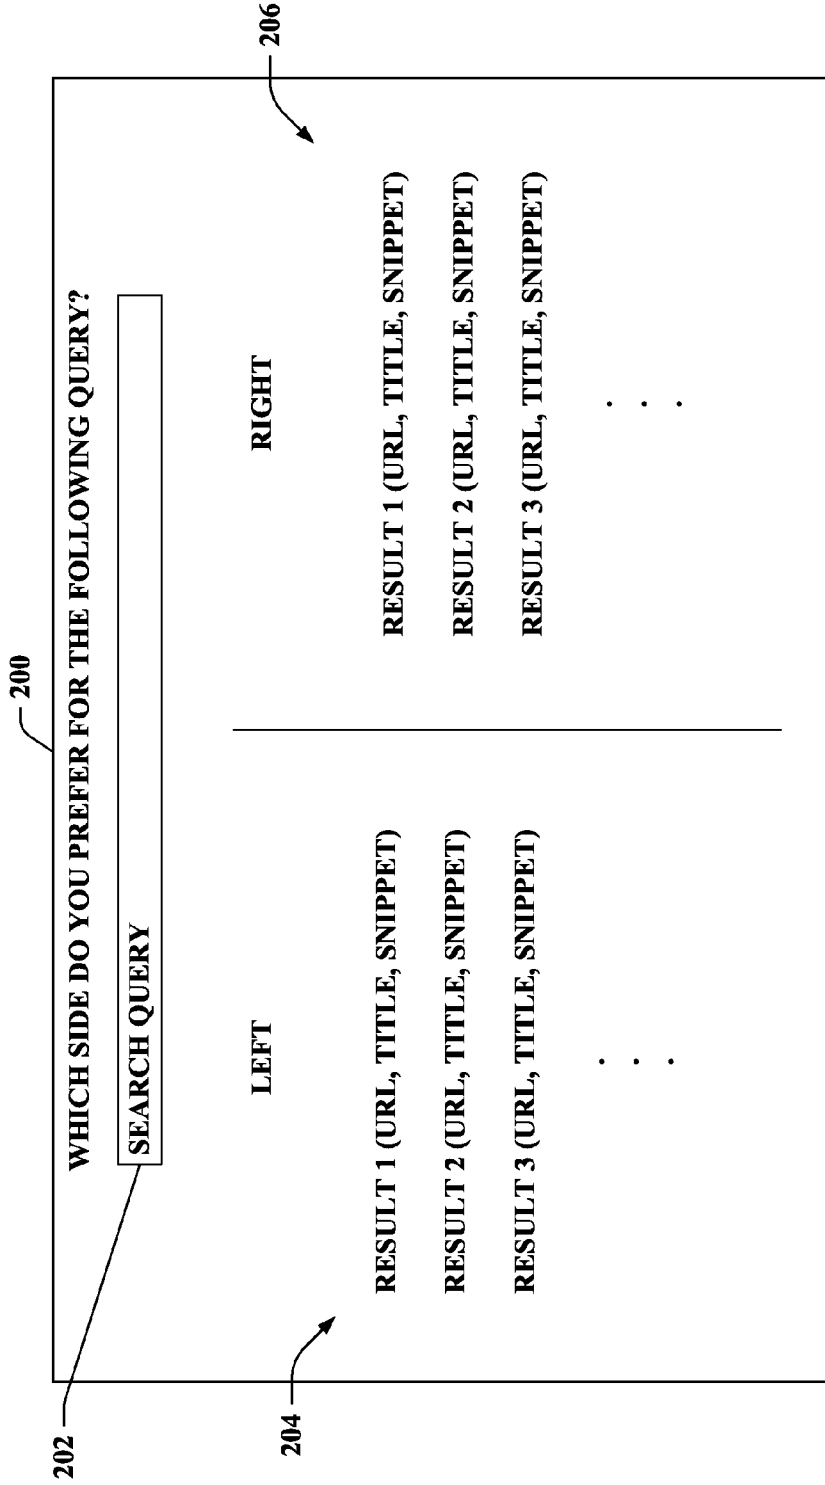 200
206
WHICH SIDE DO YOU PREFER FOR THE FOLLOWING QUERY?
202
SEARCH QUERY
204
LEFT
RESULT 1 (URL, TITLE, SNIPPET)
RESULT 2 (URL, TITLE, SNIPPET)
RESULT 3 (URL, TITLE, SNIPPET)
. . .
RIGHT
RESULT 1 (URL, TITLE, SNIPPET)
RESULT 2 (URL, TITLE, SNIPPET)
RESULT 3 (URL, TITLE, SNIPPET)
. . .